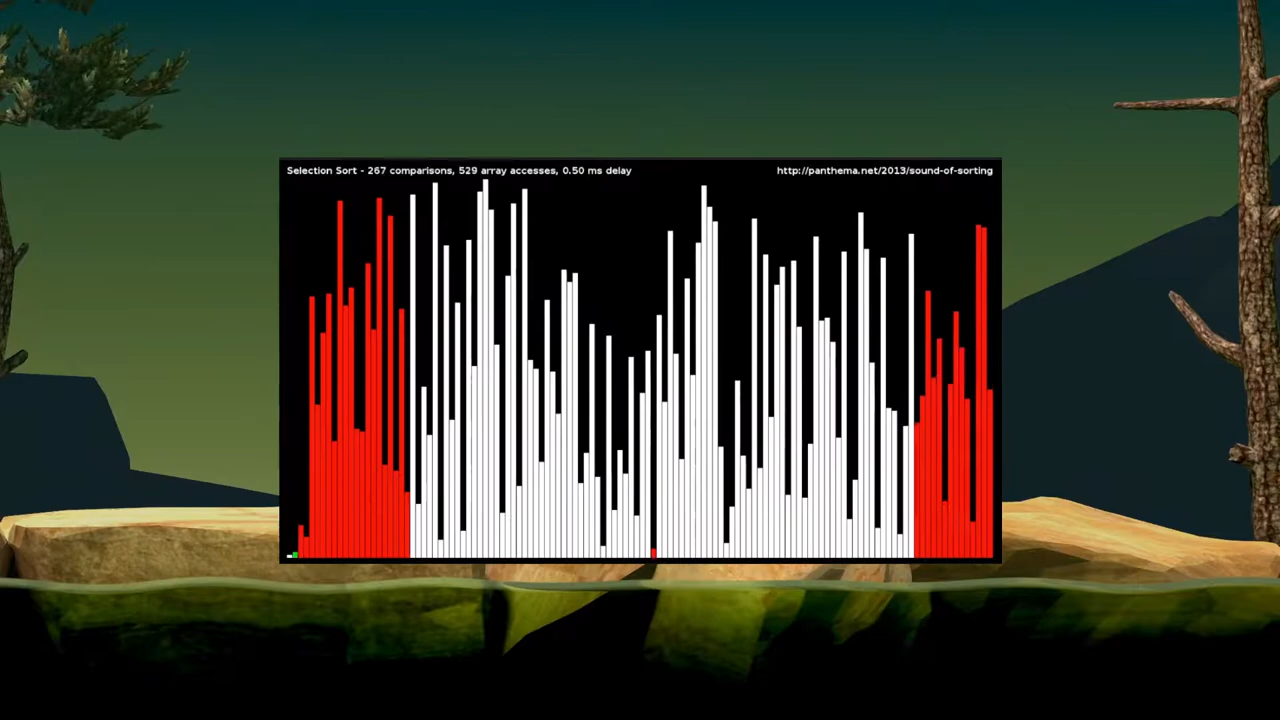 Selection Sort - 267 comparisons, 529 array accesses, 0.50 ms delay
http://panthema.net/2013/sound-of-sorting